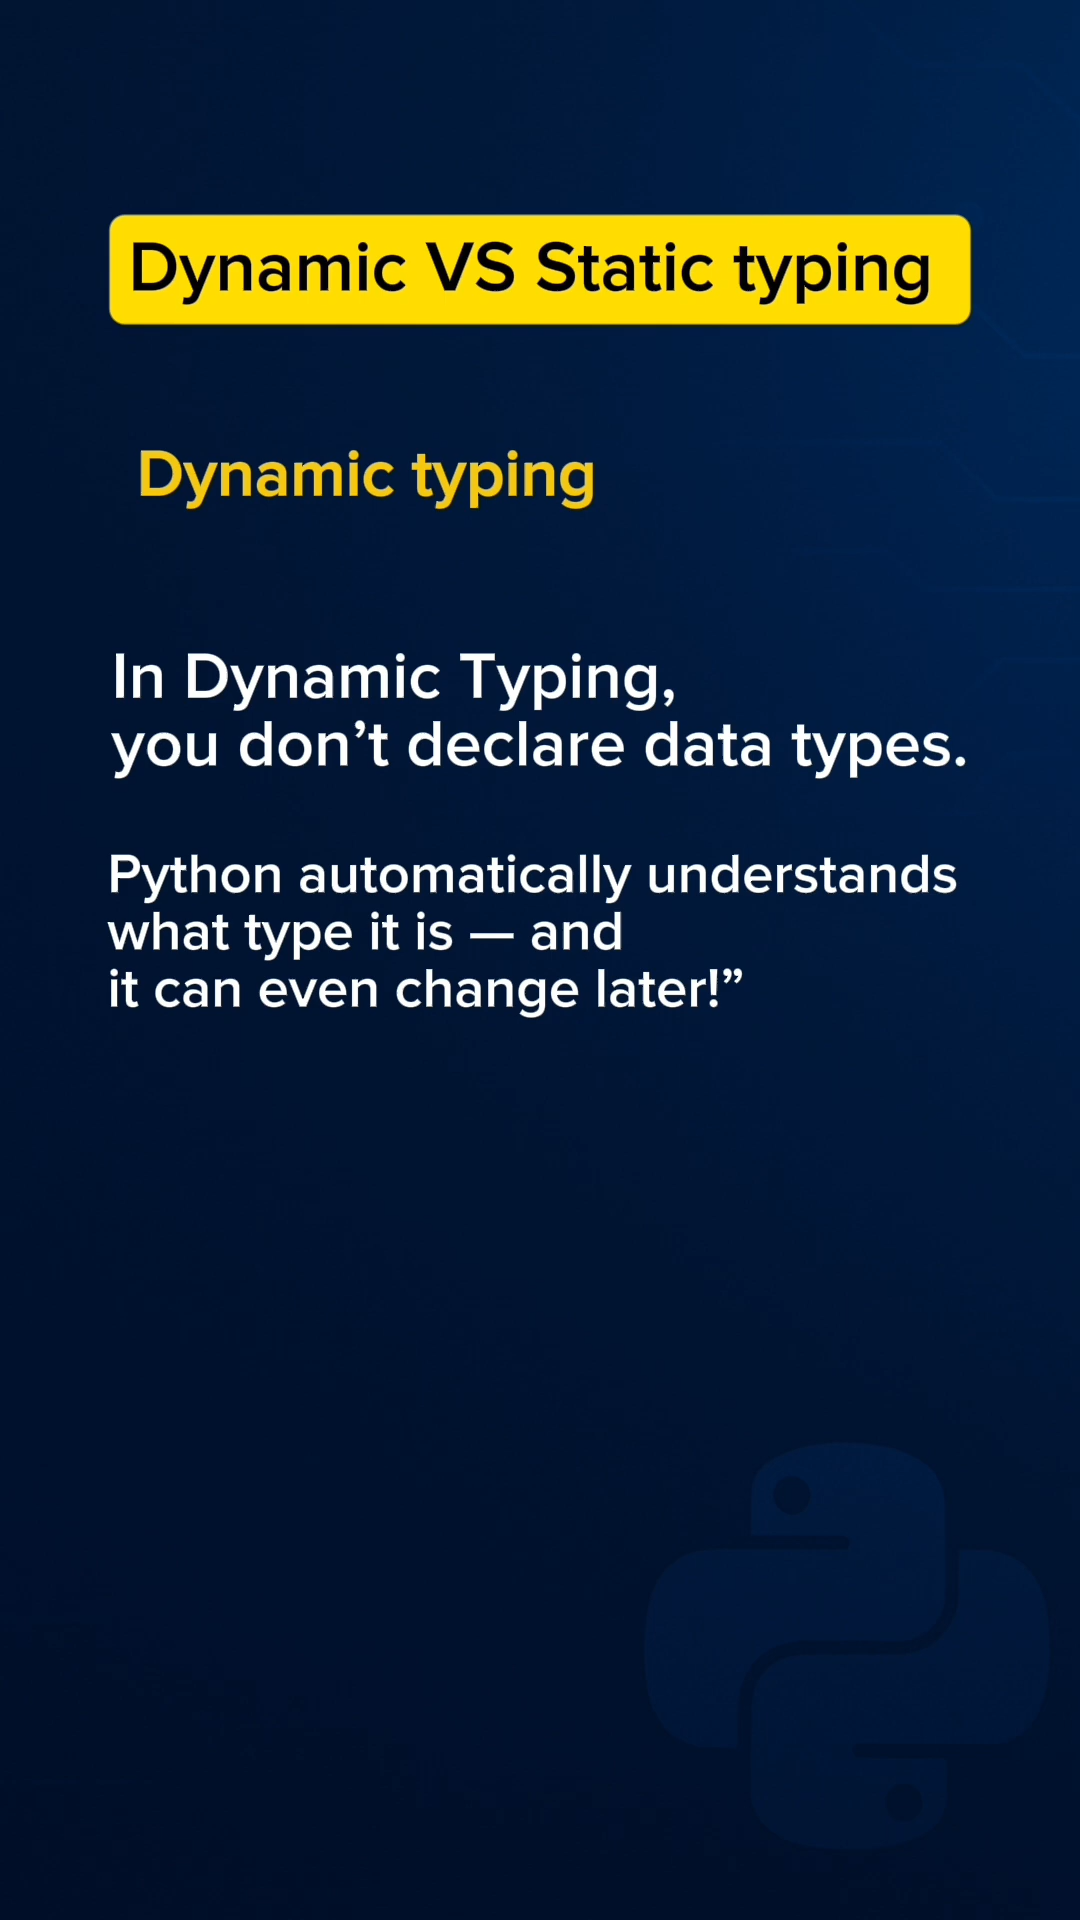 Dynamic VS Static typing
Dynamic typing
In Dynamic Typing,
you don’t declare data types.
Python automatically understands
what type it is — and
it can even change later!”